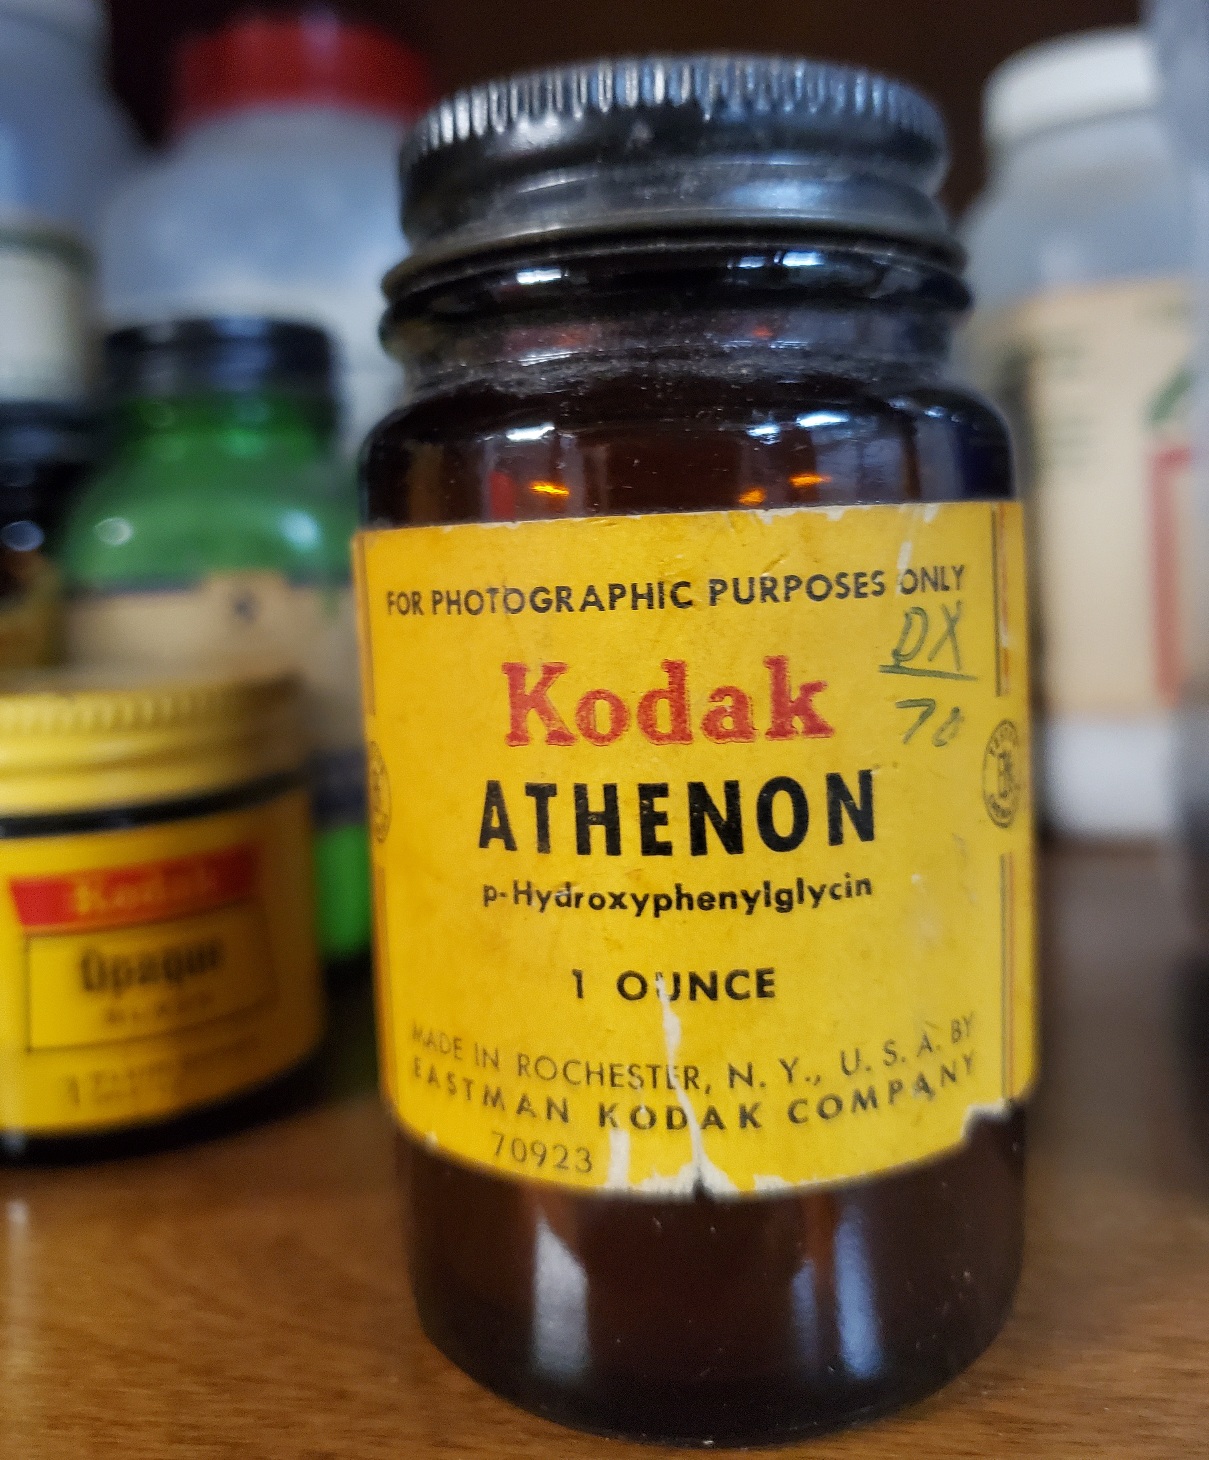 FOR PHOTOGRAPHIC PURPOSES ONLY
DX
70
Kodak
ATHENON
p-Hydroxyphenylglycin
1 OUNCE
MADE IN ROCHESTER, N. Y., U. S. A. BY
EASTMAN KODAK COMPANY
70923
Kodak
Opaque